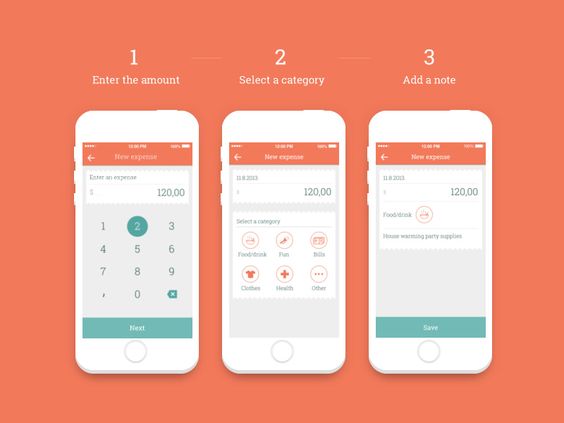 1
Enter the amount
2
Select a category
3
Add a note
12:00 PM
100%
New expense
Enter an expense
$
120,00
1 2 3
4 5 6
7 8 9
, 0
Next
12:00 PM
100%
New expense
11.8.2013
120,00
Select a category
Food/drink Fun Bills
Clothes Health Other
12:00 PM
100%
New expense
11.8.2013
120,00
Food/drink
House warming party supplies
Save